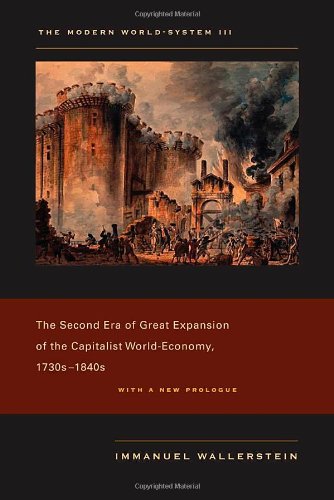 THE MODERN WORLD-SYSTEM III
The Second Era of Great Expansion
of the Capitalist World-Economy,
1730s–1840s
WITH A NEW PROLOGUE
IMMANUEL WALLERSTEIN